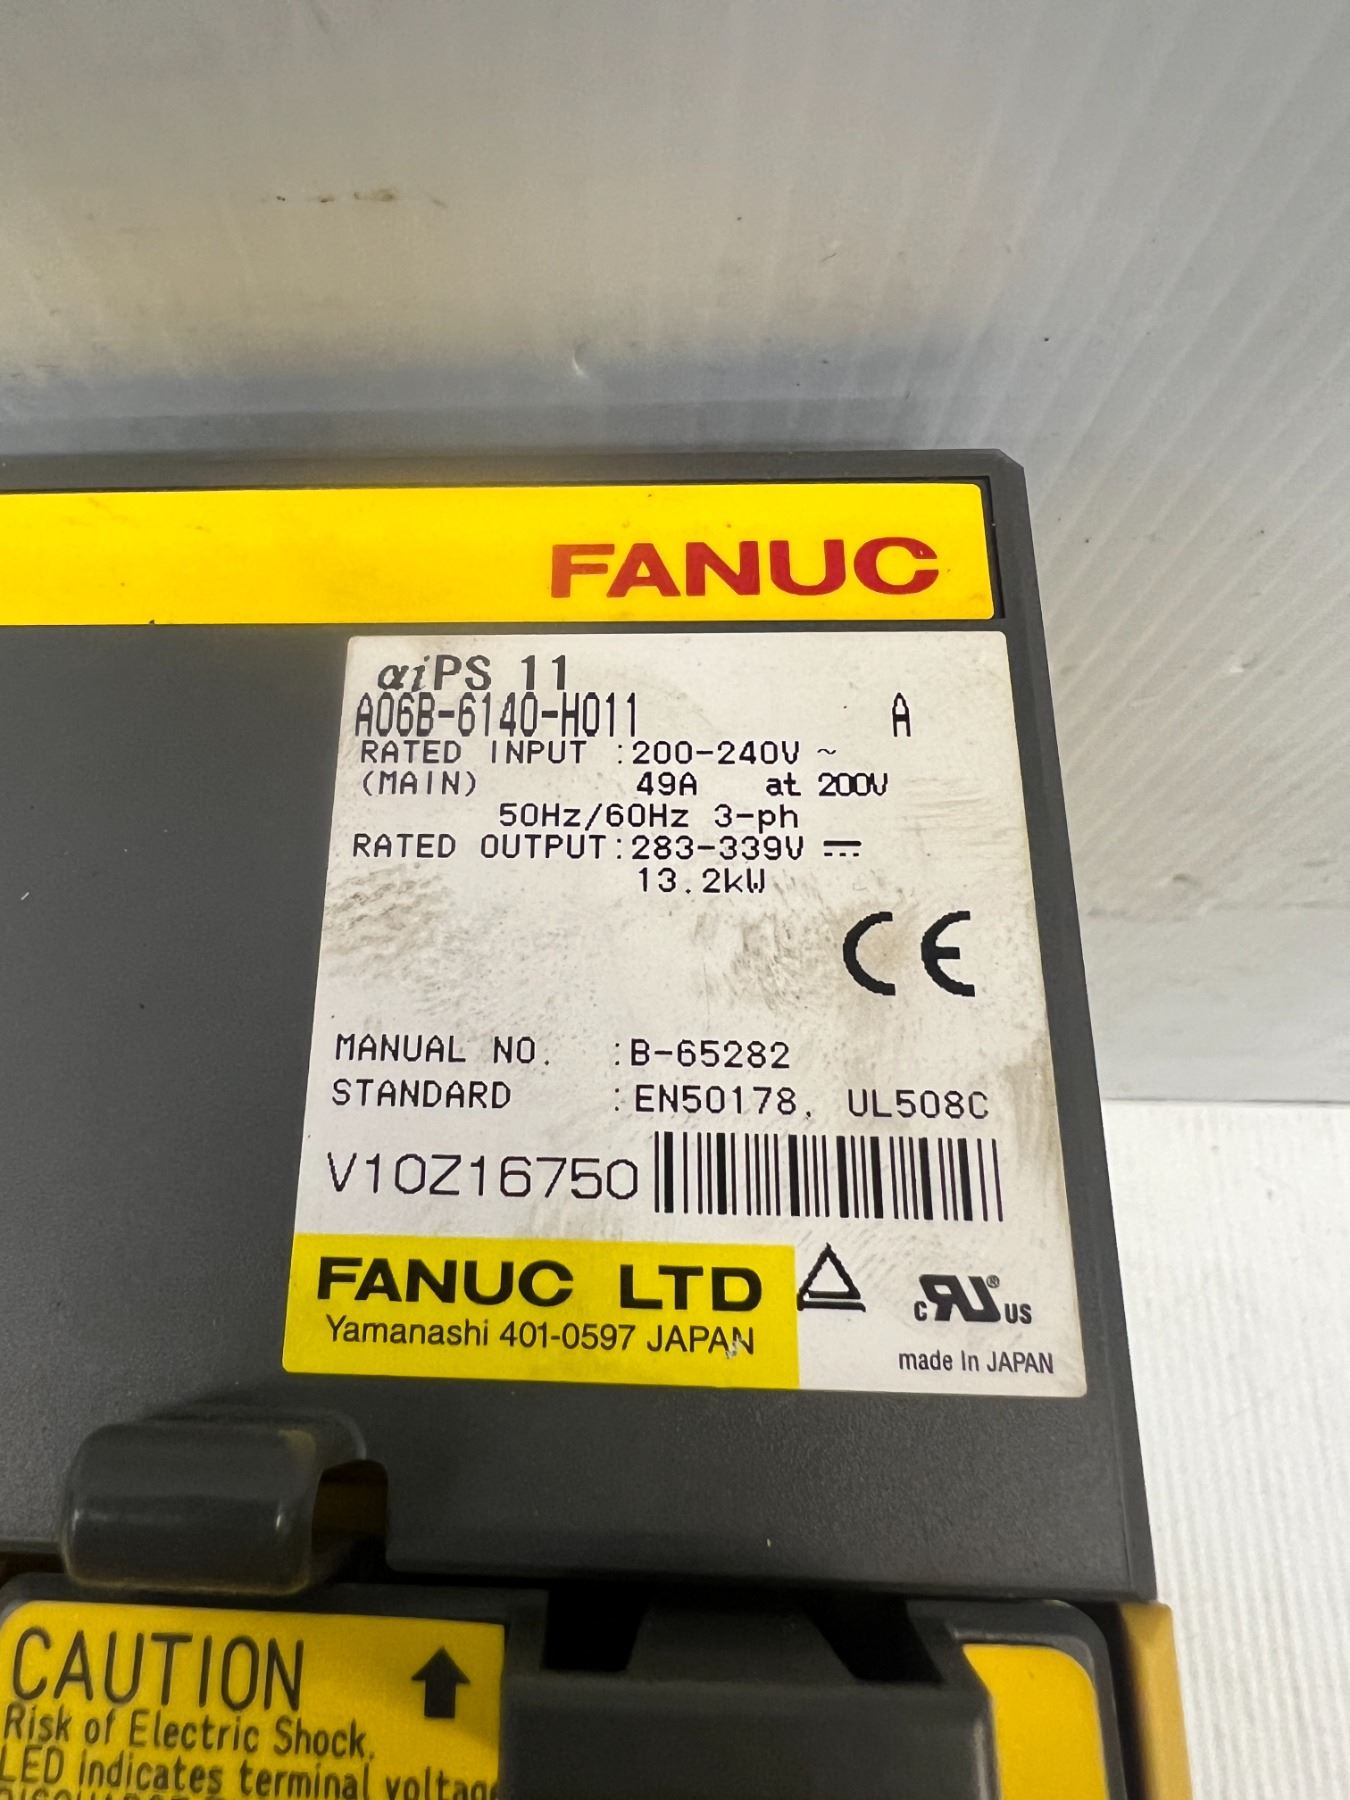 FANUC
αiPS 11
A06B-6140-H011 A
RATED INPUT :200-240V ~
(MAIN) 49A at 200V
50Hz/60Hz 3-ph
RATED OUTPUT:283-339V ⎓
13.2kW
CE
MANUAL NO. :B-65282
STANDARD :EN50178, UL508C
V10Z16750
FANUC LTD
Yamanashi 401-0597 JAPAN
c RU ® US
made In JAPAN
CAUTION
Risk of Electric Shock.
LED indicates terminal voltag